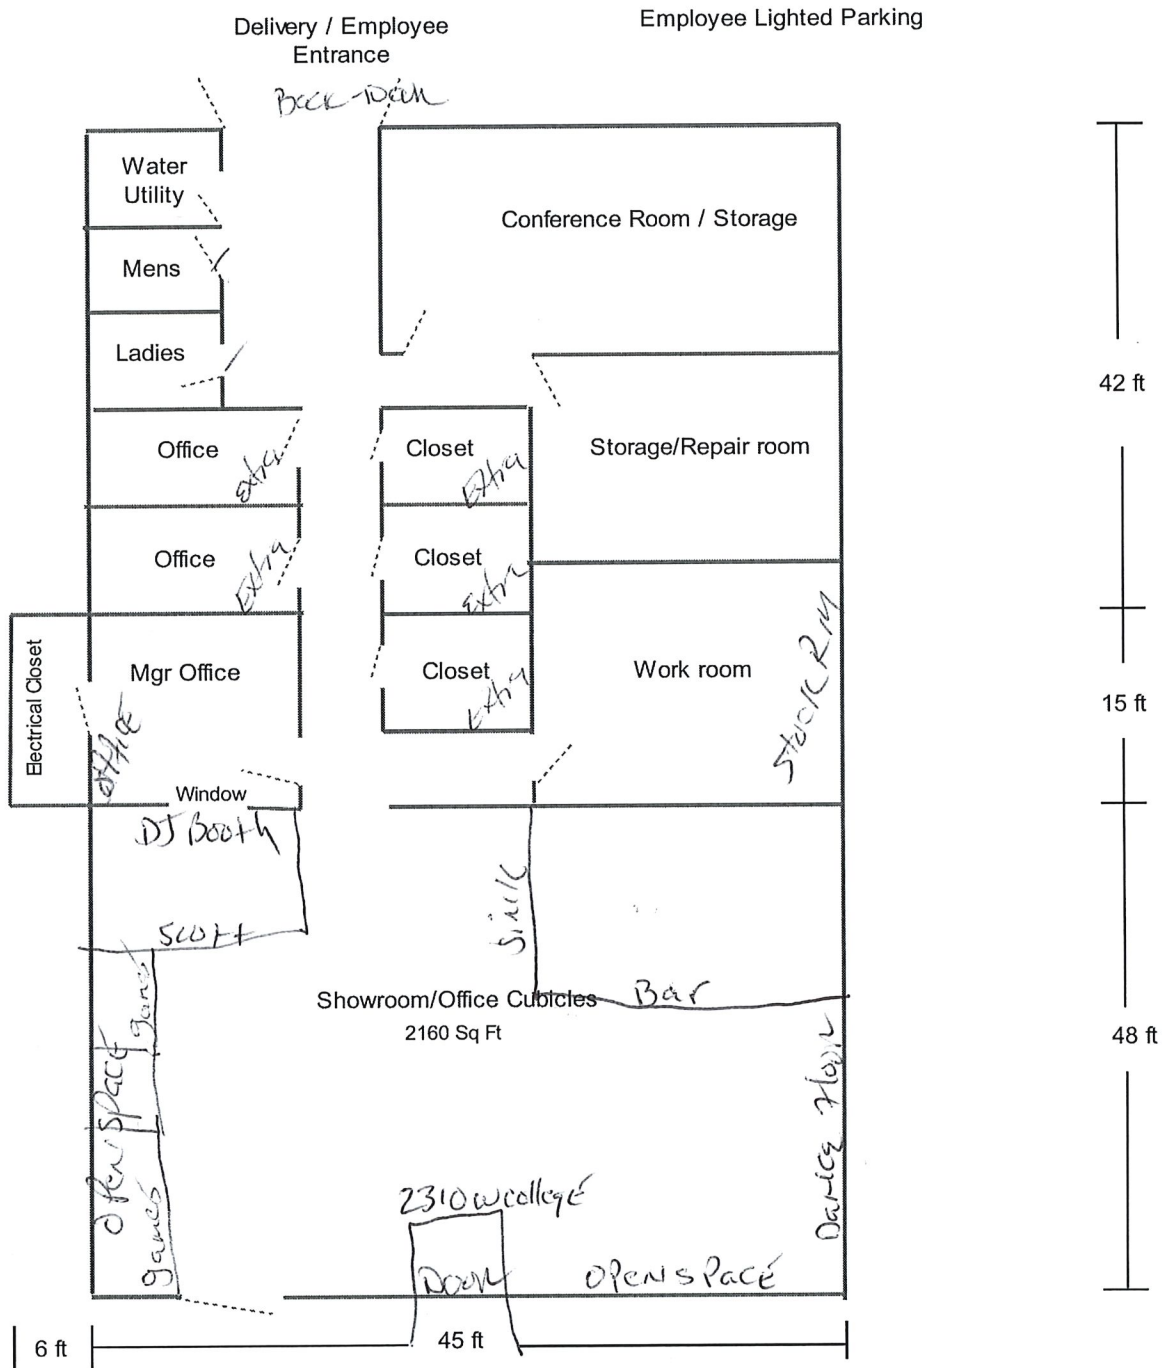 Delivery / Employee
Entrance
Employee Lighted Parking
Back
Water
Utility
Conference Room / Storage
Mens
Ladies
42 ft
Office
Extra
Closet
Extra
Storage/Repair room
Office
Extra
Closet
Extra
Electrical Closet
Mgr Office
OFFICE
Closet
Extra
Work room
Stock RM
15 ft
Window
DJ Booth
Sink
Showroom/Office Cubicles
2160 Sq Ft
Bar
games
OPEN SPACE
games
Dance Floor
48 ft
2310 W college
DOOR
OPEN SPACE
6 ft
45 ft